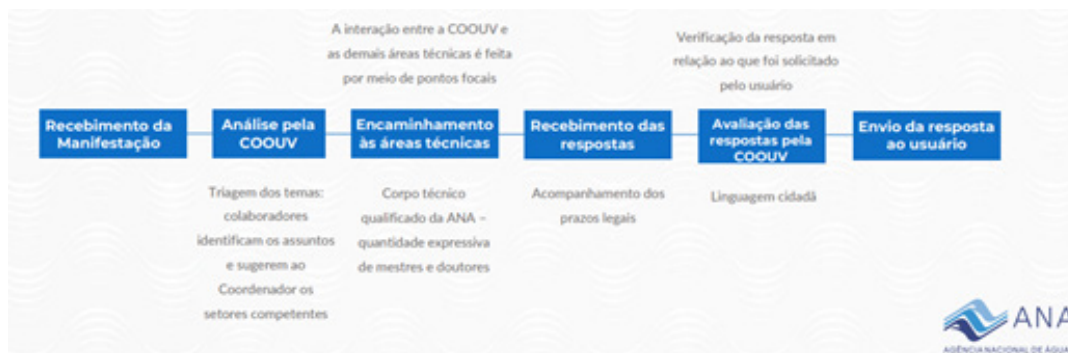 A interação entre a COOUV e
as demais áreas técnicas é feita
por meio de pontos focais
Verificação da resposta em
relação ao que foi solicitado
pelo usuário
Recebimento da
Manifestação
Análise pela
COOUV
Encaminhamento
às áreas técnicas
Recebimento das
respostas
Avaliação das
respostas pela
COOUV
Envio da resposta
ao usuário
Triagem dos temas:
colaboradores
identificam os assuntos
e sugerem ao
Coordenador os
setores competentes
Corpo técnico
qualificado da ANA –
quantidade expressiva
de mestres e doutores
Acompanhamento dos
prazos legais
Linguagem cidadã
ANA
AGÊNCIA NACIONAL DE ÁGUA